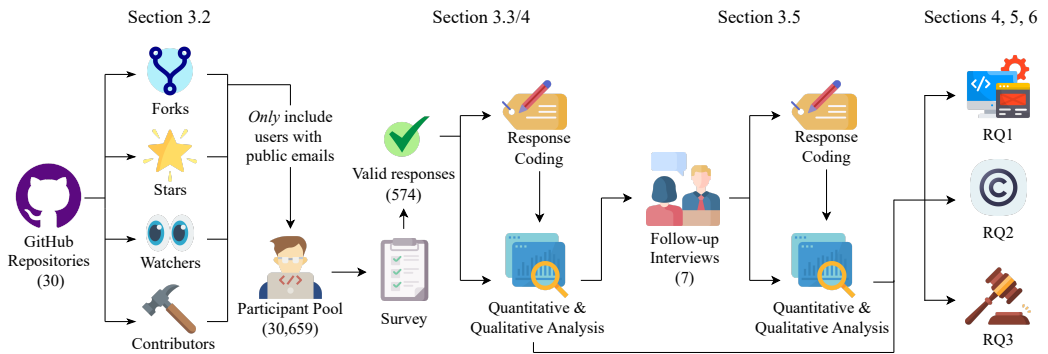 Section 3.2
Section 3.3/4
Section 3.5
Sections 4, 5, 6
GitHub
Repositories
(30)
Forks
Stars
Watchers
Contributors
Only include
users with
public emails
Participant Pool
(30,659)
Survey
Valid responses
(574)
Response
Coding
Quantitative &
Qualitative Analysis
Follow-up
Interviews
(7)
Response
Coding
Quantitative &
Qualitative Analysis
RQ1
RQ2
RQ3